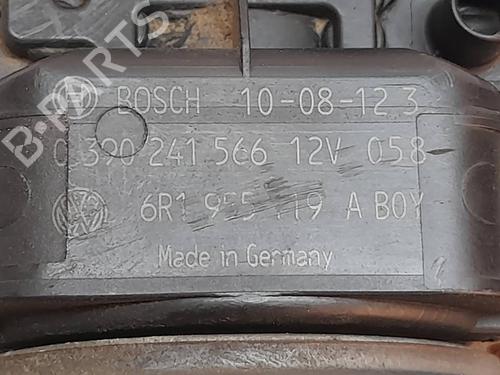 BOSCH 10-08-12 3
0 390 241 566 12V 058
6R1 955 119 A BOY
Made in Germany
B-PARTS